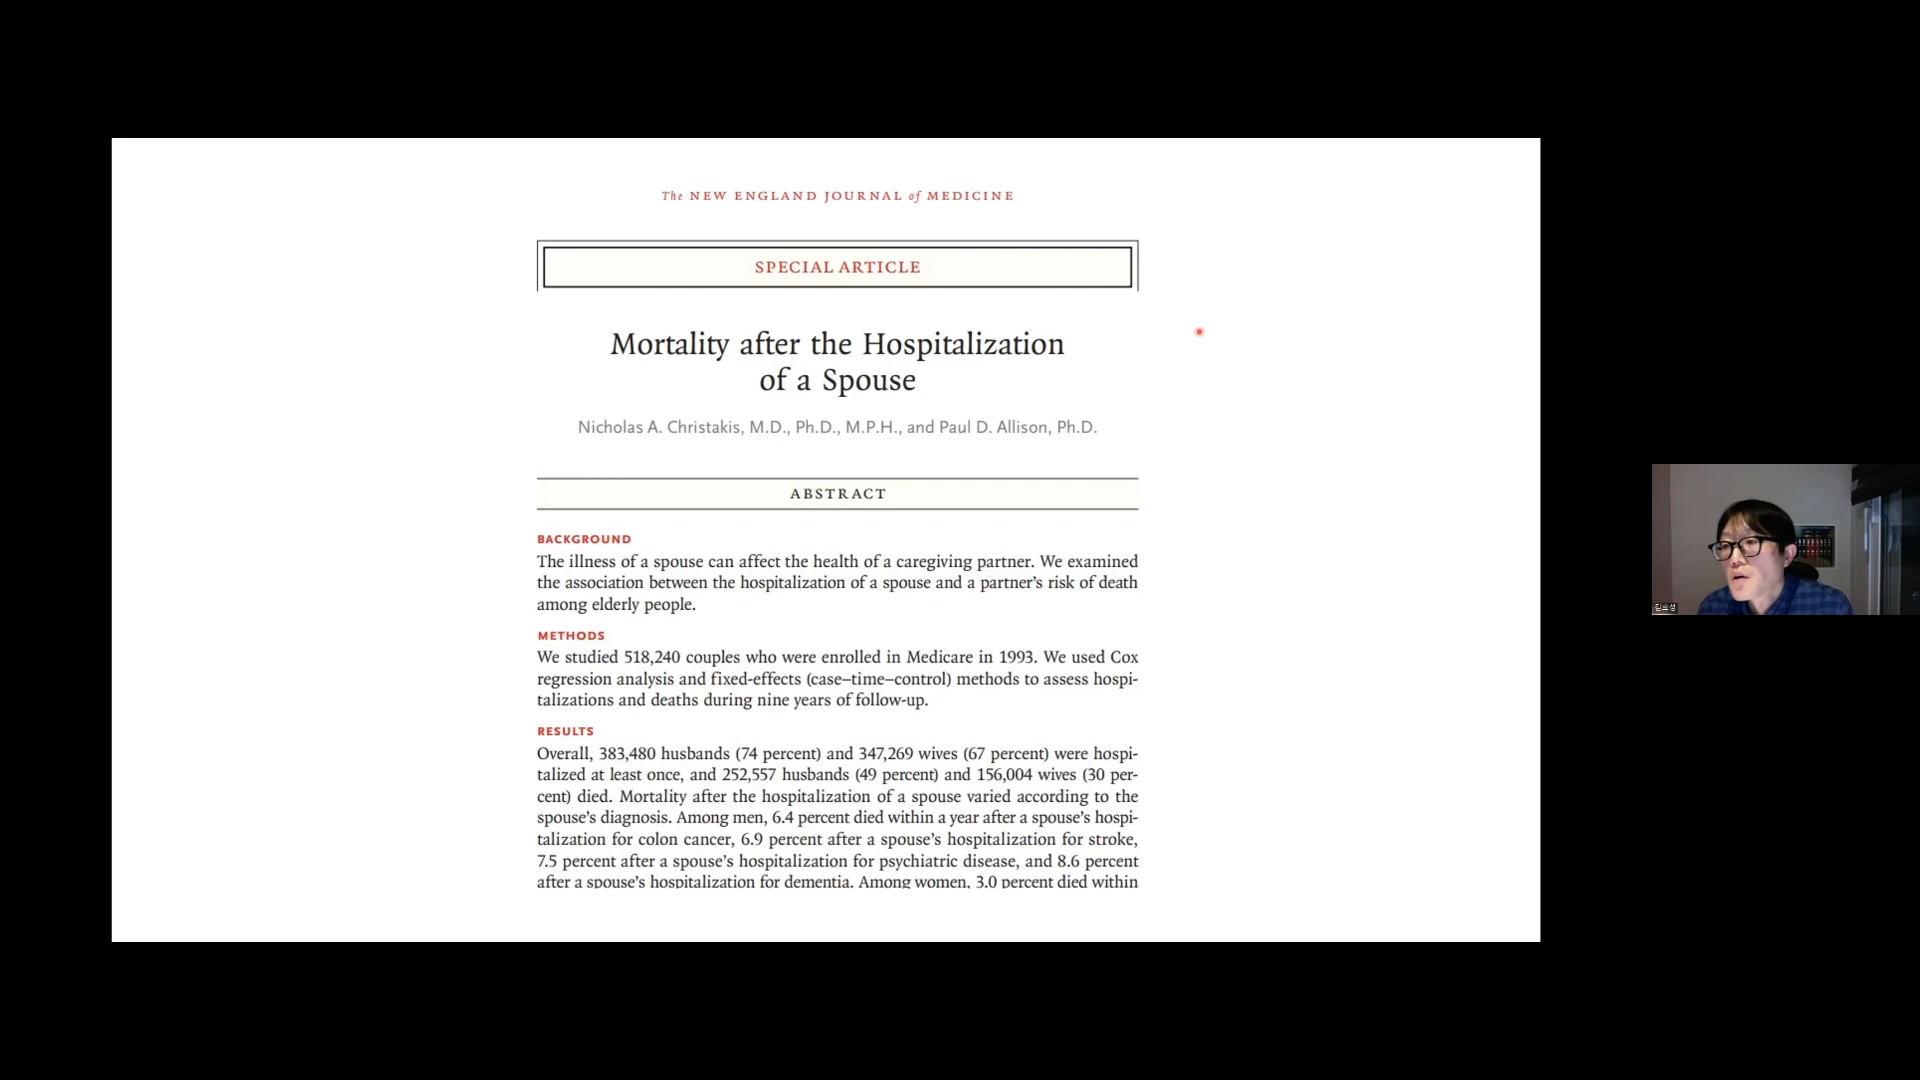 The NEW ENGLAND JOURNAL of MEDICINE
SPECIAL ARTICLE
Mortality after the Hospitalization
of a Spouse
Nicholas A. Christakis, M.D., Ph.D., M.P.H., and Paul D. Allison, Ph.D.
ABSTRACT
BACKGROUND
The illness of a spouse can affect the health of a caregiving partner. We examined
the association between the hospitalization of a spouse and a partner's risk of death
among elderly people.
METHODS
We studied 518,240 couples who were enrolled in Medicare in 1993. We used Cox
regression analysis and fixed-effects (case–time–control) methods to assess hospi-
talizations and deaths during nine years of follow-up.
RESULTS
Overall, 383,480 husbands (74 percent) and 347,269 wives (67 percent) were hospi-
talized at least once, and 252,557 husbands (49 percent) and 156,004 wives (30 per-
cent) died. Mortality after the hospitalization of a spouse varied according to the
spouse's diagnosis. Among men, 6.4 percent died within a year after a spouse's hospi-
talization for colon cancer, 6.9 percent after a spouse's hospitalization for stroke,
7.5 percent after a spouse's hospitalization for psychiatric disease, and 8.6 percent
after a spouse's hospitalization for dementia. Among women, 3.0 percent died within